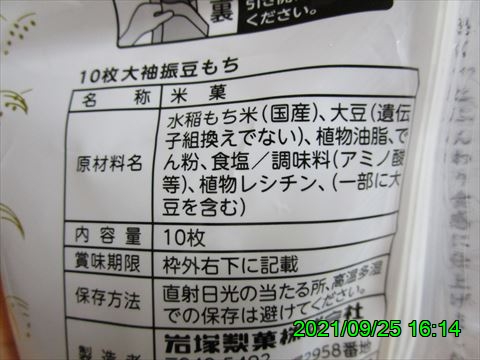 裏
ください。
10枚大袖振豆もち
名 称 米 菓
原材料名 水稲もち米(国産)、大豆(遺伝
子組換えでない)、植物油脂、でん
粉、食塩/調味料(アミノ酸
等)、植物レシチン、(一部に大
豆を含む)
内 容 量 10枚
賞味期限 枠外右下に記載
保存方法 直射日光の当たる所、高温多湿
での保存は避けてください。
製造者 岩塚製菓株式会社
2958番地
2021/09/25 16:14